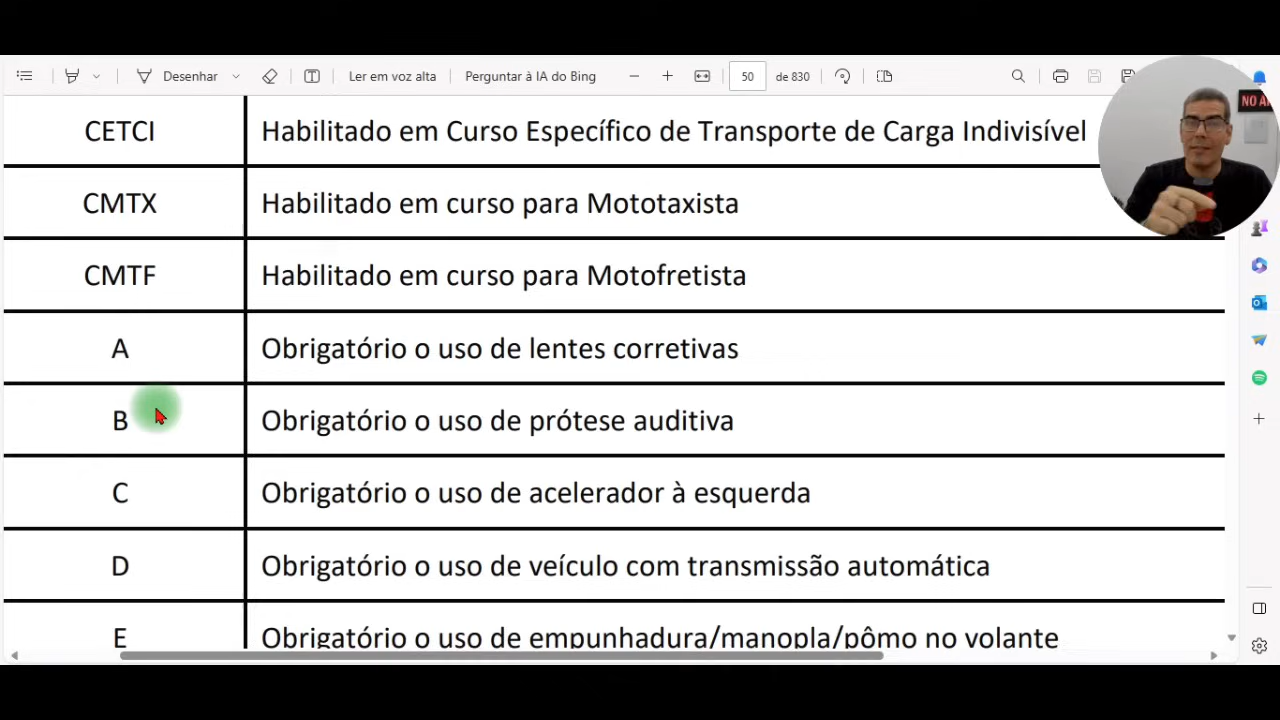 Desenhar
Ler em voz alta
Perguntar à IA do Bing
50
de 830
NO A
CETCI
Habilitado em Curso Específico de Transporte de Carga Indivisível
CMTX
Habilitado em curso para Mototaxista
CMTF
Habilitado em curso para Motofretista
A
Obrigatório o uso de lentes corretivas
B
Obrigatório o uso de prótese auditiva
C
Obrigatório o uso de acelerador à esquerda
D
Obrigatório o uso de veículo com transmissão automática
E
Obrigatório o uso de empunhadura/manopla/pômo no volante